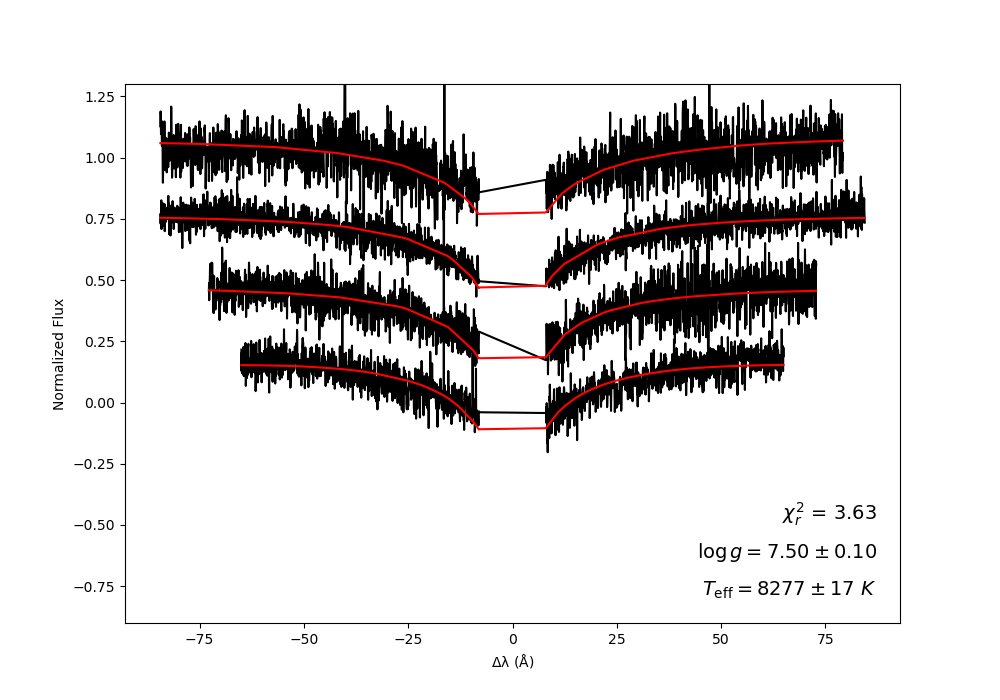 1.25
1.00
0.75
0.50
0.25
0.00
−0.25
−0.50
−0.75
Normalized Flux
χ²ᵣ = 3.63
log g = 7.50 ± 0.10
T_eff = 8277 ± 17 K
−75 −50 −25 0 25 50 75
Δλ (Å)